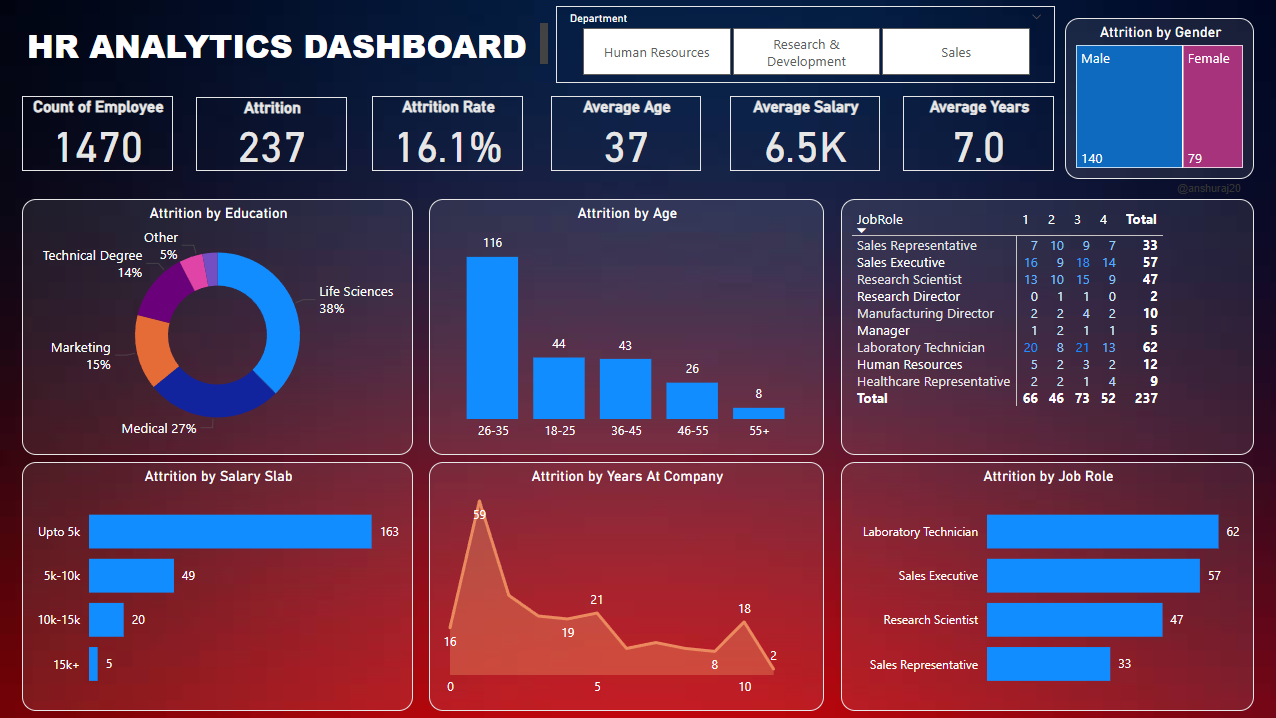 HR ANALYTICS DASHBOARD
Department
Human Resources
Research &
Development
Sales
Attrition by Gender
Male
Female
140
79
Count of Employee
1470
Attrition
237
Attrition Rate
16.1%
Average Age
37
Average Salary
6.5K
Average Years
7.0
@anshuraj20
Attrition by Education
Other
5%
Technical Degree
14%
Life Sciences
38%
Marketing
15%
Medical 27%
Attrition by Age
116
44
43
26
8
26-35 18-25 36-45 46-55 55+
JobRole 1 2 3 4 Total
Sales Representative 7 10 9 7 33
Sales Executive 16 9 18 14 57
Research Scientist 13 10 15 9 47
Research Director 0 1 1 0 2
Manufacturing Director 2 2 4 2 10
Manager 1 2 1 1 5
Laboratory Technician 20 8 21 13 62
Human Resources 5 2 3 2 12
Healthcare Representative 2 2 1 4 9
Total 66 46 73 52 237
Attrition by Salary Slab
Upto 5k 163
5k-10k 49
10k-15k 20
15k+ 5
Attrition by Years At Company
59
21
18
16
19
8
2
0 5 10
Attrition by Job Role
Laboratory Technician 62
Sales Executive 57
Research Scientist 47
Sales Representative 33